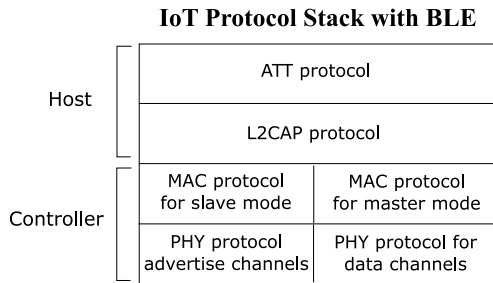 IoT Protocol Stack with BLE
Host
ATT protocol
L2CAP protocol
Controller
MAC protocol
for slave mode
MAC protocol
for master mode
PHY protocol
advertise channels
PHY protocol for
data channels